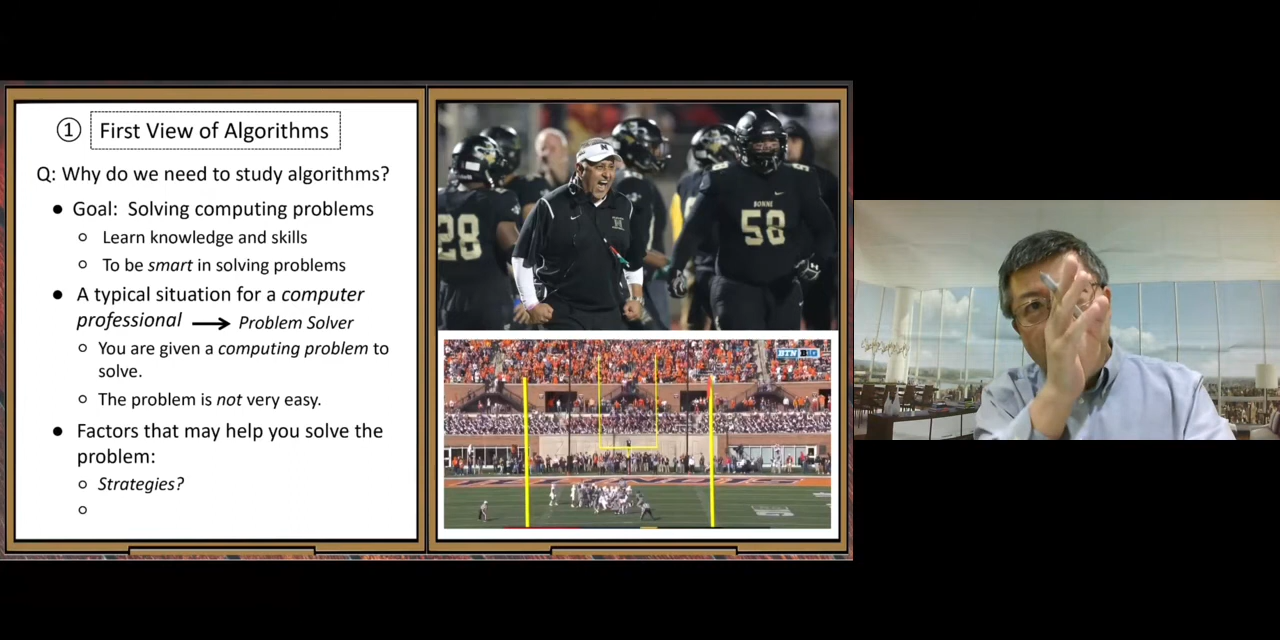 ① First View of Algorithms
Q: Why do we need to study algorithms?
● Goal: Solving computing problems
○ Learn knowledge and skills
○ To be smart in solving problems
● A typical situation for a computer
professional → Problem Solver
○ You are given a computing problem to
solve.
○ The problem is not very easy.
● Factors that may help you solve the
problem:
○ Strategies?
○
28
BONNE
58
BTN